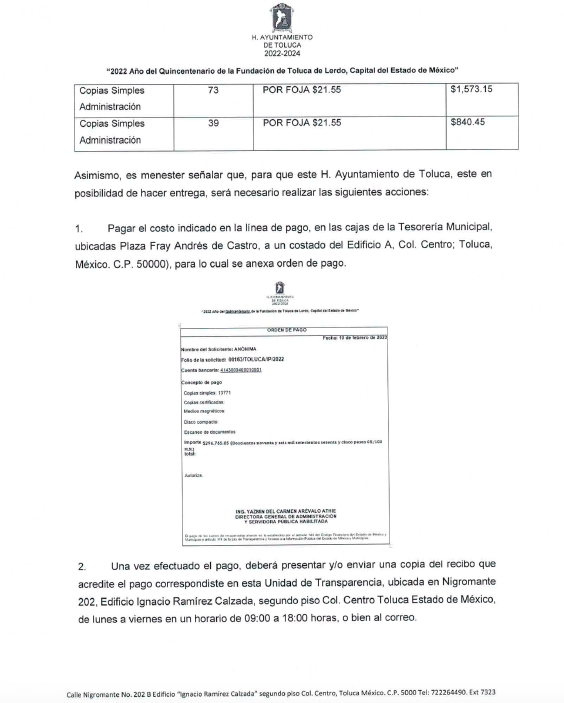 H. AYUNTAMIENTO
DE TOLUCA
2022-2024
"2022 Año del Quincentenario de la Fundación de Toluca de Lerdo, Capital del Estado de México"
Copias Simples Administración 73 POR FOJA $21.55 $1,573.15
Copias Simples Administración 39 POR FOJA $21.55 $840.45
Asimismo, es menester señalar que, para que este H. Ayuntamiento de Toluca, este en
posibilidad de hacer entrega, será necesario realizar las siguientes acciones:
1. Pagar el costo indicado en la línea de pago, en las cajas de la Tesorería Municipal,
ubicadas Plaza Fray Andrés de Castro, a un costado del Edificio A, Col. Centro; Toluca,
México. C.P. 50000), para lo cual se anexa orden de pago.
H. AYUNTAMIENTO
DE TOLUCA
2022-2024
"2022 Año del Quincentenario de la Fundación de Toluca de Lerdo, Capital del Estado de México"
ORDEN DE PAGO
Fecha: 10 de febrero de 2022
Nombre del Solicitante: ANÓNIMA
Folio de la solicitud: 00163/TOLUCA/IP/2022
Cuenta bancaria:
Concepto de pago
Copias simples: 13771
Copias certificadas:
Medios magnéticos:
Disco compacto:
Escaneo de documentos
Importe $296,765.05 (Doscientos noventa y seis mil setecientos sesenta y cinco pesos 05/100
M.N.)
total:
Autoriza:
ING. YAZMIN DEL CARMEN ARÉVALO ATHIE
DIRECTORA GENERAL DE ADMINISTRACIÓN
Y SERVIDORA PÚBLICA HABILITADA
2. Una vez efectuado el pago, deberá presentar y/o enviar una copia del recibo que
acredite el pago correspondiste en esta Unidad de Transparencia, ubicada en Nigromante
202, Edificio Ignacio Ramírez Calzada, segundo piso Col. Centro Toluca Estado de México,
de lunes a viernes en un horario de 09:00 a 18:00 horas, o bien al correo.
Calle Nigromante No. 202 B Edificio "Ignacio Ramírez Calzada" segundo piso Col. Centro, Toluca México. C.P. 5000 Tel: 722264490. Ext 7323